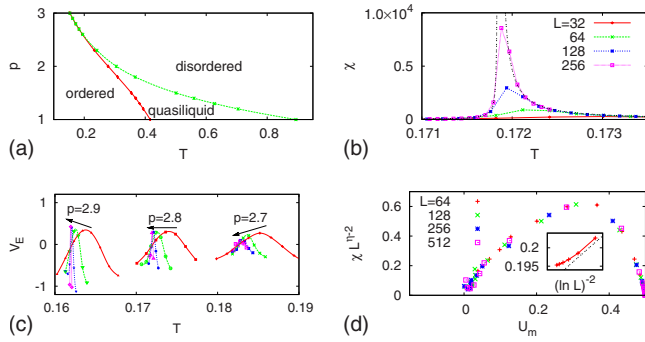 3
2
1
p
ordered
disordered
quasiliquid
0.2
0.4
0.6
0.8
T
(a)
1.0×10⁴
0.5
0
χ
L=32
64
128
256
0.171
0.172
0.173
T
(b)
1
0
-1
V_E
p=2.9
p=2.8
p=2.7
0.16
0.17
0.18
0.19
T
(c)
0.6
0.4
0.2
0
χ L^η-2
L=64
128
256
512
0.2
0.195
(ln L)^-2
0
0.2
0.4
U_m
(d)